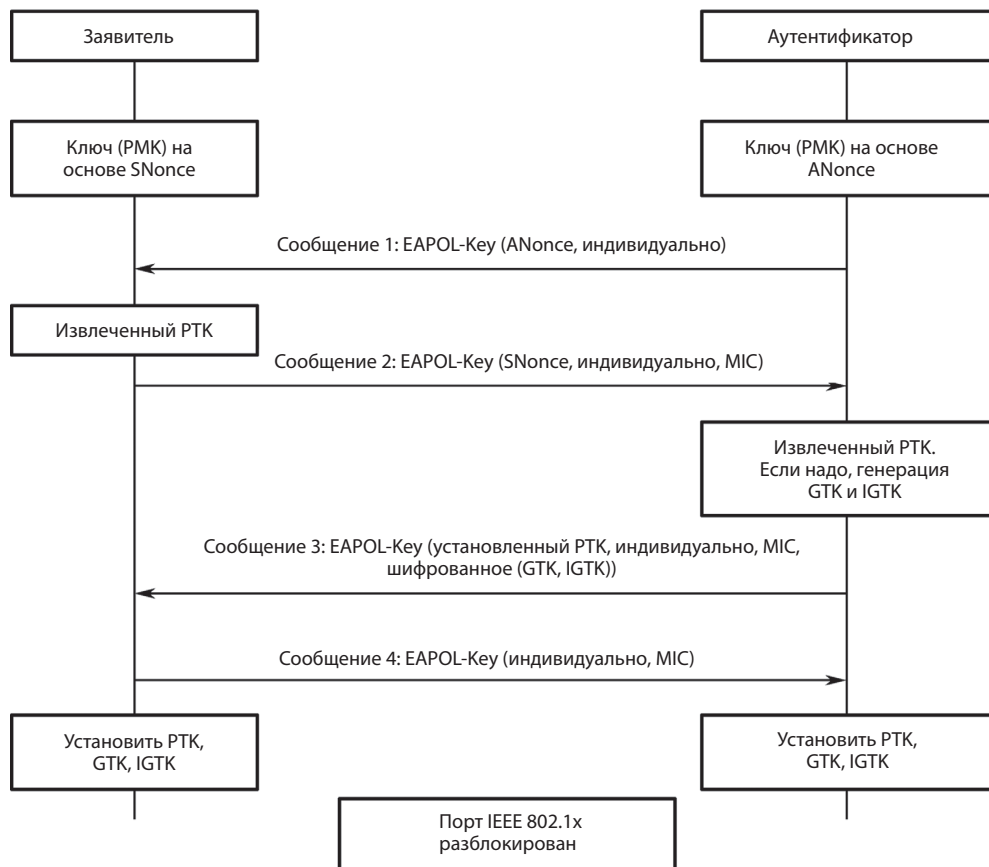 Заявитель
Аутентификатор
Ключ (PMK) на
основе SNonce
Ключ (PMK) на основе
ANonce
Сообщение 1: EAPOL-Key (ANonce, индивидуально)
Извлеченный PTK
Сообщение 2: EAPOL-Key (SNonce, индивидуально, MIC)
Извлеченный PTK.
Если надо, генерация
GTK и IGTK
Сообщение 3: EAPOL-Key (установленный PTK, индивидуально, MIC,
шифрованное (GTK, IGTK))
Сообщение 4: EAPOL-Key (индивидуально, MIC)
Установить PTK,
GTK, IGTK
Установить PTK,
GTK, IGTK
Порт IEEE 802.1x
разблокирован